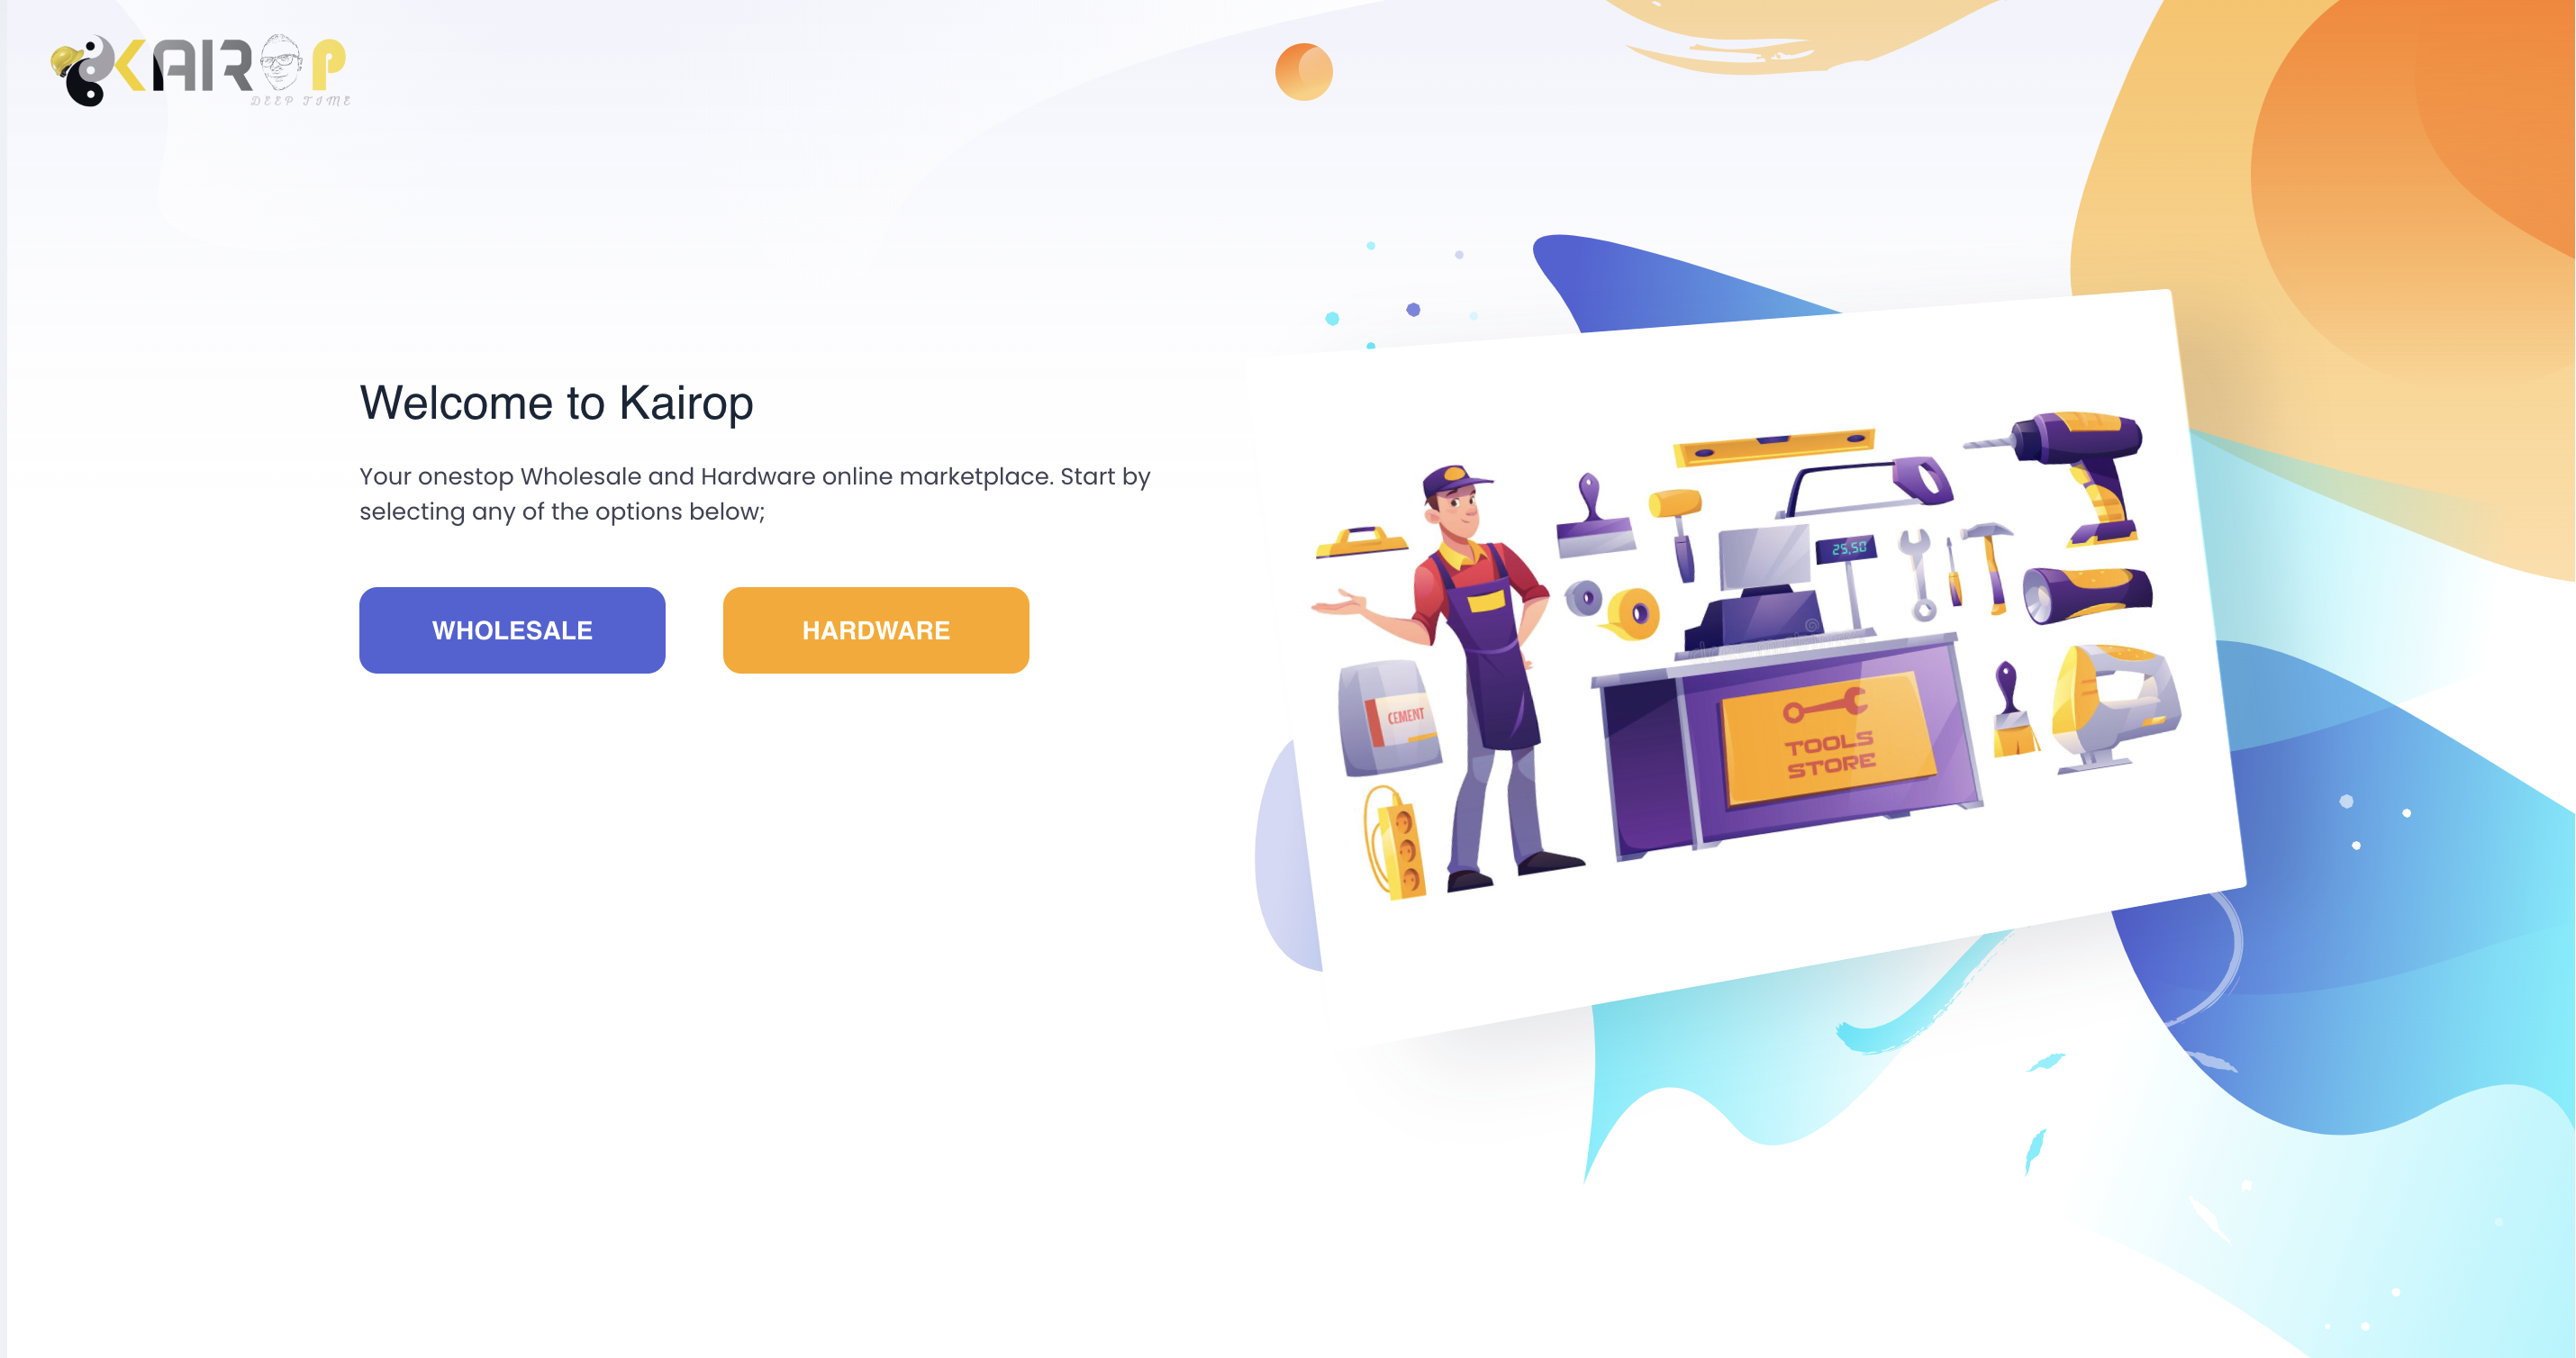 KAIROP
DEEP TIME
Welcome to Kairop
Your onestop Wholesale and Hardware online marketplace. Start by
selecting any of the options below;
WHOLESALE
HARDWARE
25,50
CEMENT
TOOLS
STORE